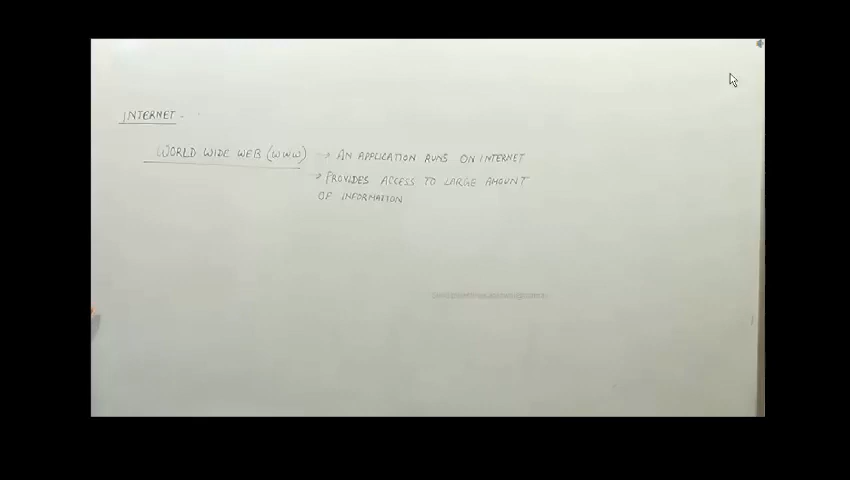 INTERNET -
WORLD WIDE WEB (WWW) → AN APPLICATION RUNS ON INTERNET
→ PROVIDES ACCESS TO LARGE AMOUNT
OF INFORMATION